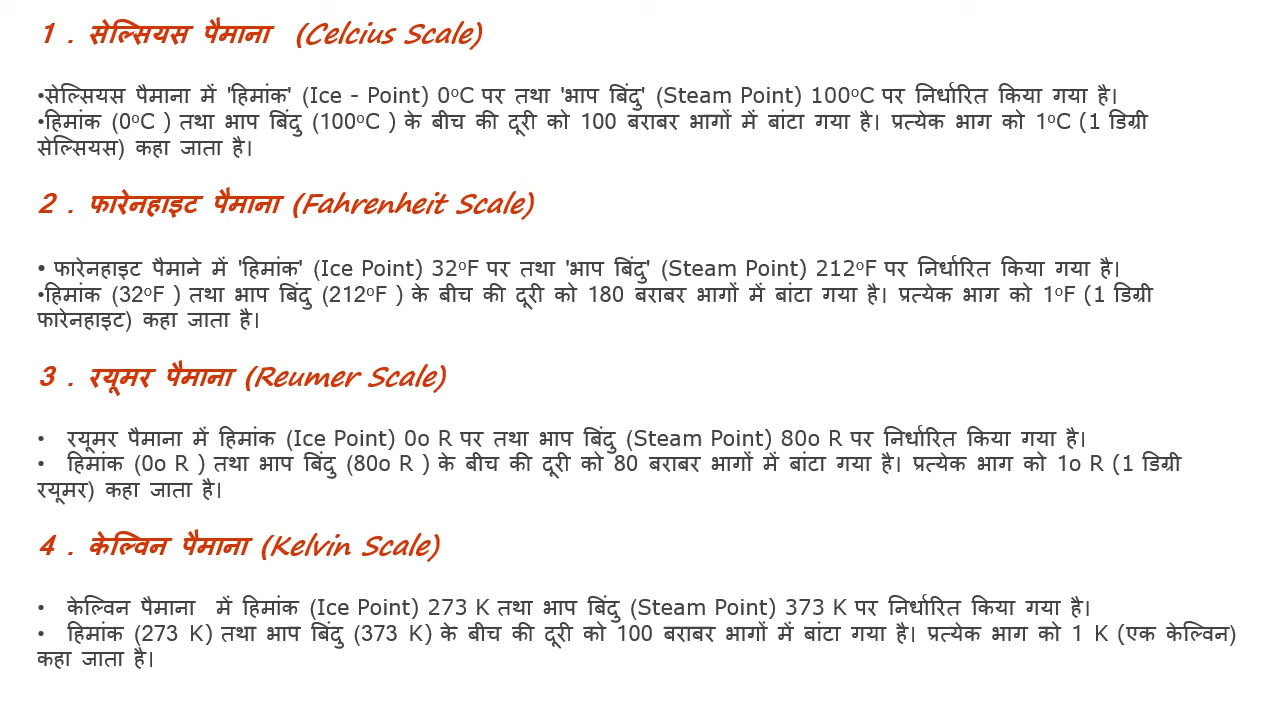 1 . सेल्सियस पैमाना (Celcius Scale)
•सेल्सियस पैमाना में 'हिमांक' (Ice - Point) 0ᵒC पर तथा 'भाप बिंदु' (Steam Point) 100ᵒC पर निर्धारित किया गया है।
•हिमांक (0ᵒC ) तथा भाप बिंदु (100ᵒC ) के बीच की दूरी को 100 बराबर भागों में बांटा गया है। प्रत्येक भाग को 1ᵒC (1 डिग्री
सेल्सियस) कहा जाता है।
2 . फारेनहाइट पैमाना (Fahrenheit Scale)
• फारेनहाइट पैमाने में 'हिमांक' (Ice Point) 32ᵒF पर तथा 'भाप बिंदु' (Steam Point) 212ᵒF पर निर्धारित किया गया है।
•हिमांक (32ᵒF ) तथा भाप बिंदु (212ᵒF ) के बीच की दूरी को 180 बराबर भागों में बांटा गया है। प्रत्येक भाग को 1ᵒF (1 डिग्री
फारेनहाइट) कहा जाता है।
3 . रयूमर पैमाना (Reumer Scale)
• रयूमर पैमाना में हिमांक (Ice Point) 0o R पर तथा भाप बिंदु (Steam Point) 80o R पर निर्धारित किया गया है।
• हिमांक (0o R ) तथा भाप बिंदु (80o R ) के बीच की दूरी को 80 बराबर भागों में बांटा गया है। प्रत्येक भाग को 1o R (1 डिग्री
रयूमर) कहा जाता है।
4 . केल्विन पैमाना (Kelvin Scale)
• केल्विन पैमाना में हिमांक (Ice Point) 273 K तथा भाप बिंदु (Steam Point) 373 K पर निर्धारित किया गया है।
• हिमांक (273 K) तथा भाप बिंदु (373 K) के बीच की दूरी को 100 बराबर भागों में बांटा गया है। प्रत्येक भाग को 1 K (एक केल्विन)
कहा जाता है।